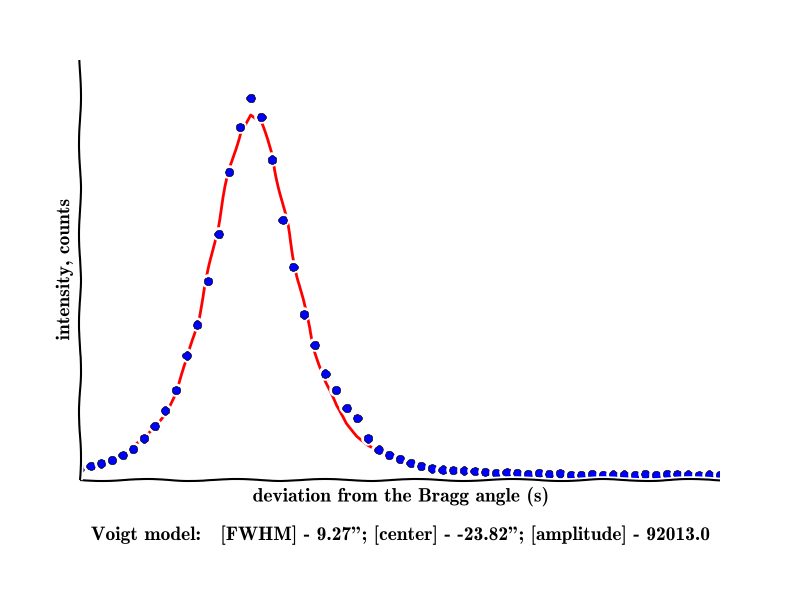 intensity, counts
deviation from the Bragg angle (s)
Voigt model: [FWHM] - 9.27”; [center] - -23.82”; [amplitude] - 92013.0